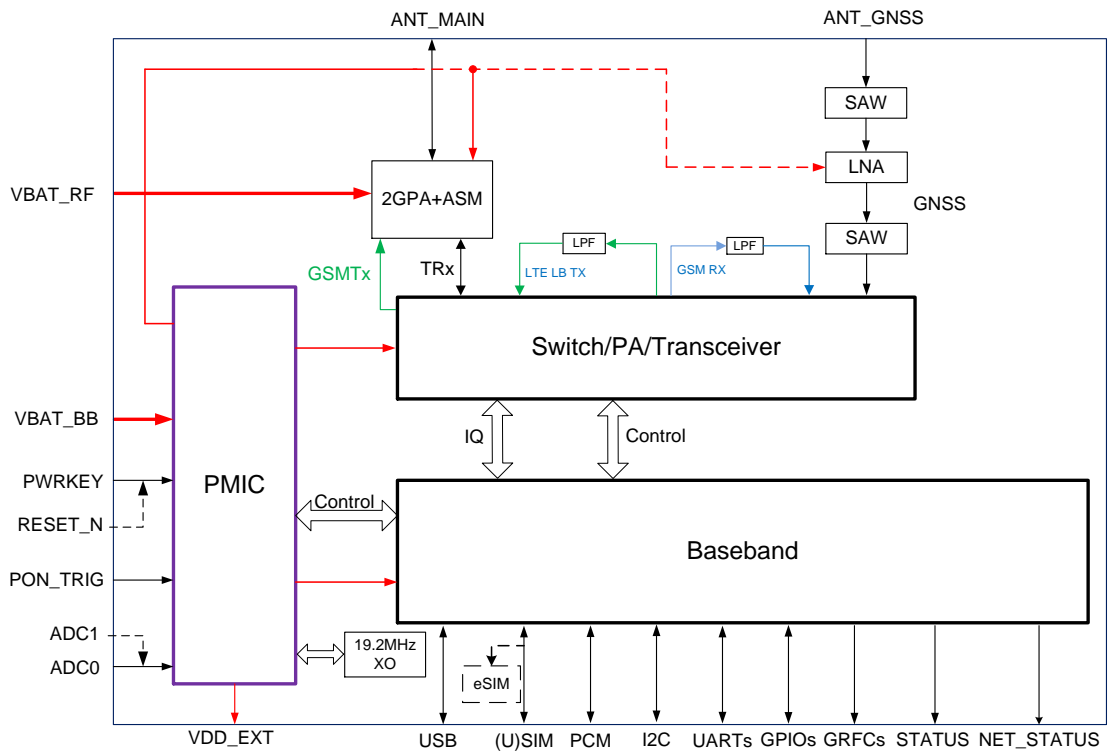 ANT_MAIN
ANT_GNSS
SAW
LNA
GNSS
SAW
VBAT_RF
2GPA+ASM
GSMTx
TRx
LPF
LTE LB TX
LPF
GSM RX
Switch/PA/Transceiver
VBAT_BB
PWRKEY
RESET_N
PON_TRIG
ADC1
ADC0
PMIC
IQ
Control
Control
Baseband
19.2MHz
XO
eSIM
VDD_EXT
USB
(U)SIM
PCM
I2C
UARTs
GPIOs
GRFCs
STATUS
NET_STATUS